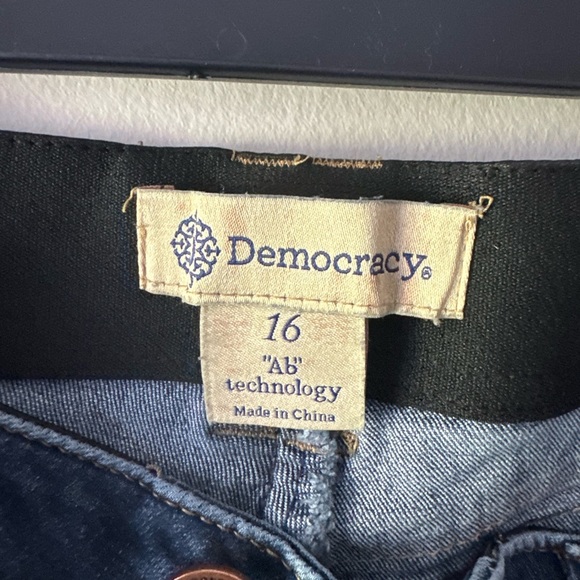 Democracy®
16
"Ab"
technology
Made in China